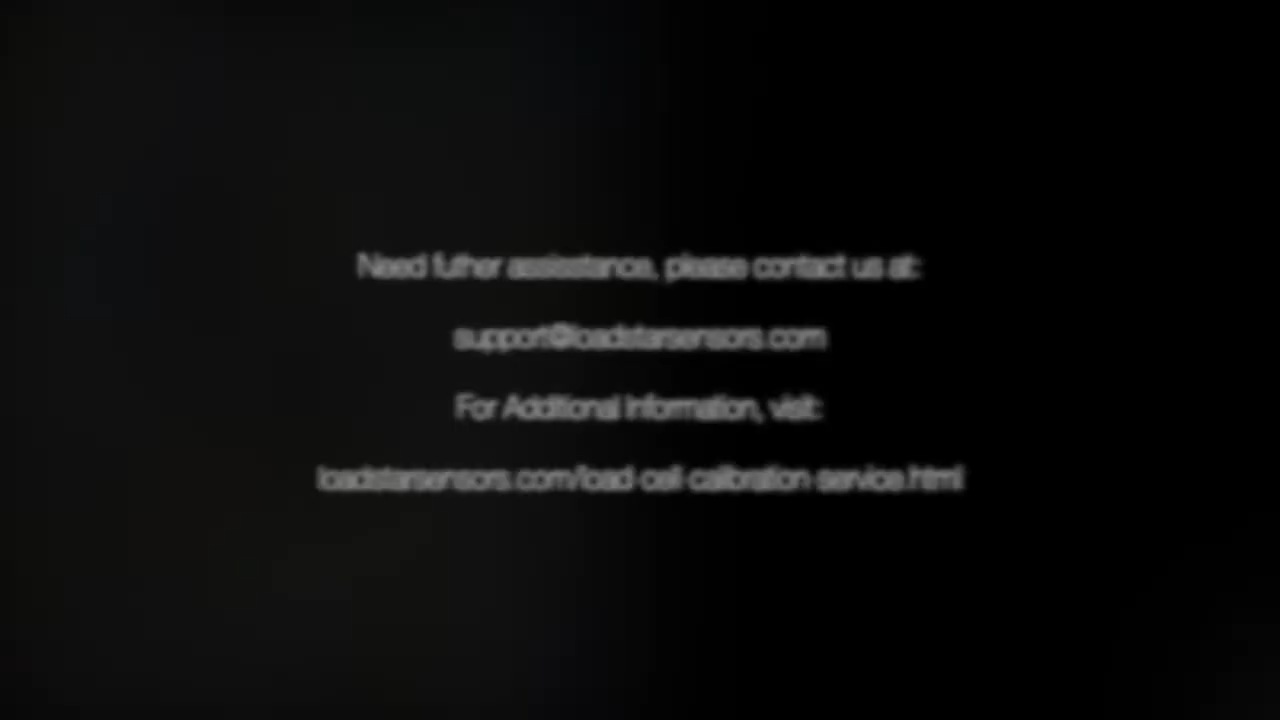 Need futher assisstance, please contact us at:
support@loadstarsensors.com
For Additional Information, visit:
loadstarsensors.com/load-cell-calibration-service.html